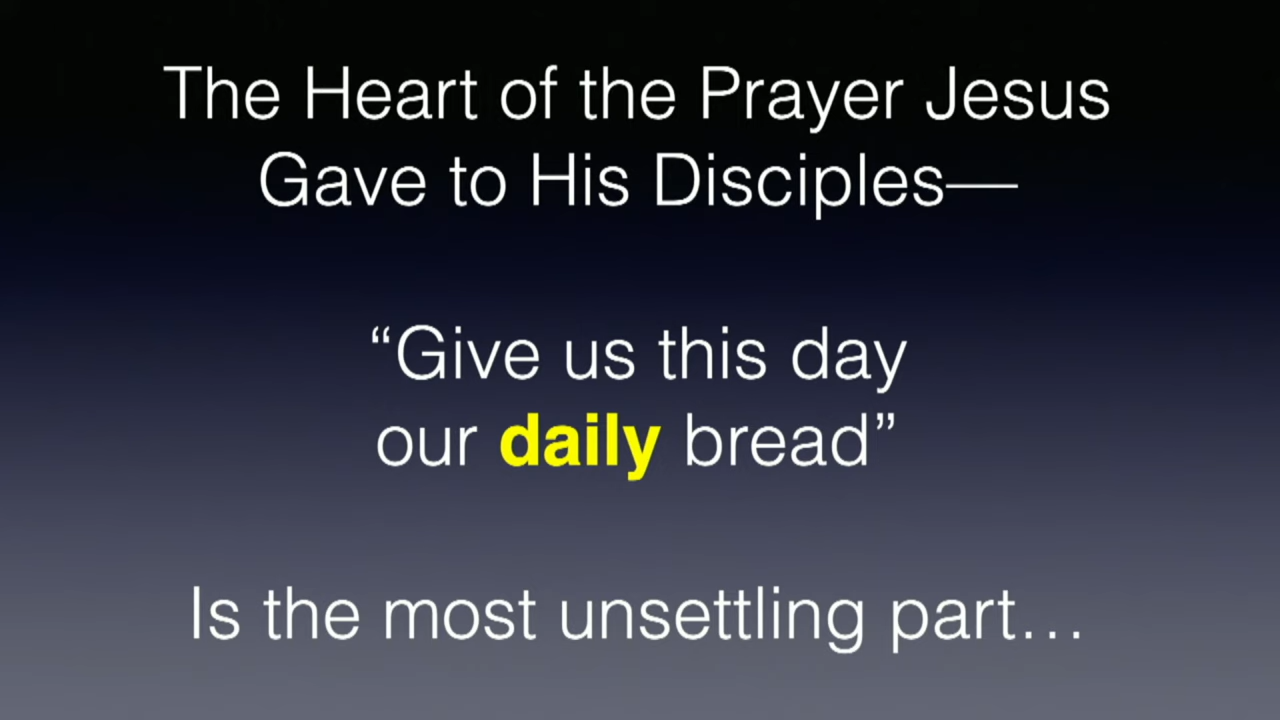 The Heart of the Prayer Jesus
Gave to His Disciples—
“Give us this day
our daily bread”
Is the most unsettling part…